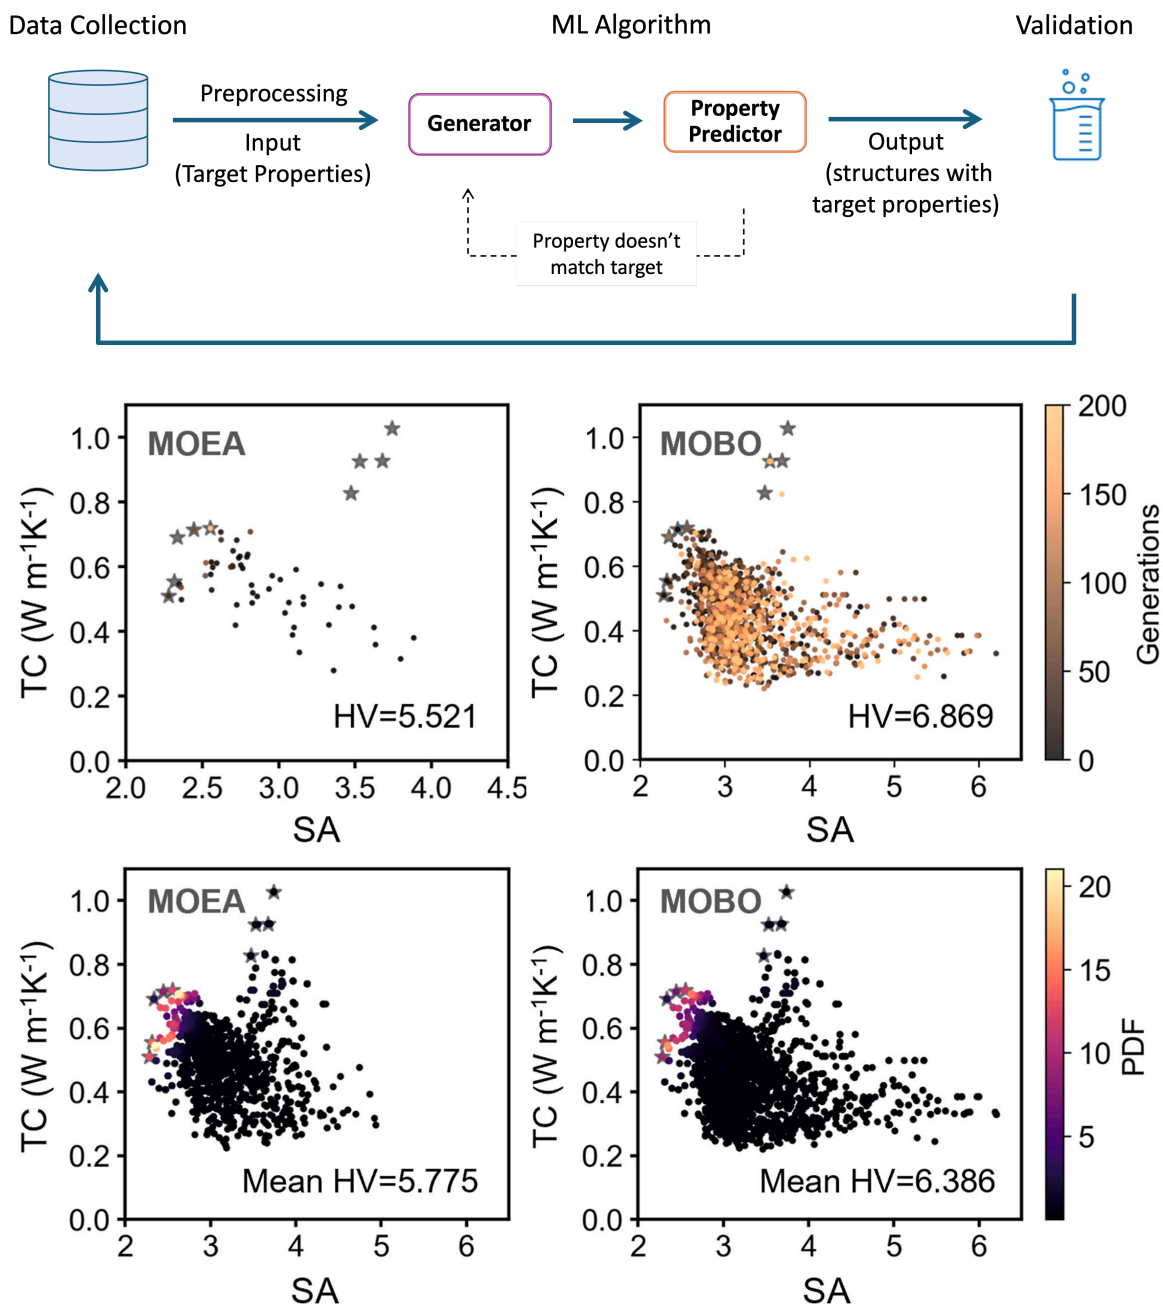 Data Collection
ML Algorithm
Validation
Preprocessing
Input
(Target Properties)
Generator
Property
Predictor
Output
(structures with
target properties)
Property doesn't
match target
MOEA
HV=5.521
TC (W m⁻¹K⁻¹)
1.0
0.8
0.6
0.4
0.2
0.0
2.0 2.5 3.0 3.5 4.0 4.5
SA
MOBO
HV=6.869
TC (W m⁻¹K⁻¹)
1.0
0.8
0.6
0.4
0.2
0.0
2 3 4 5 6
SA
200
150
100
50
0
Generations
MOEA
Mean HV=5.775
TC (W m⁻¹K⁻¹)
1.0
0.8
0.6
0.4
0.2
0.0
2 3 4 5 6
SA
MOBO
Mean HV=6.386
TC (W m⁻¹K⁻¹)
1.0
0.8
0.6
0.4
0.2
0.0
2 3 4 5 6
SA
20
15
10
5
PDF